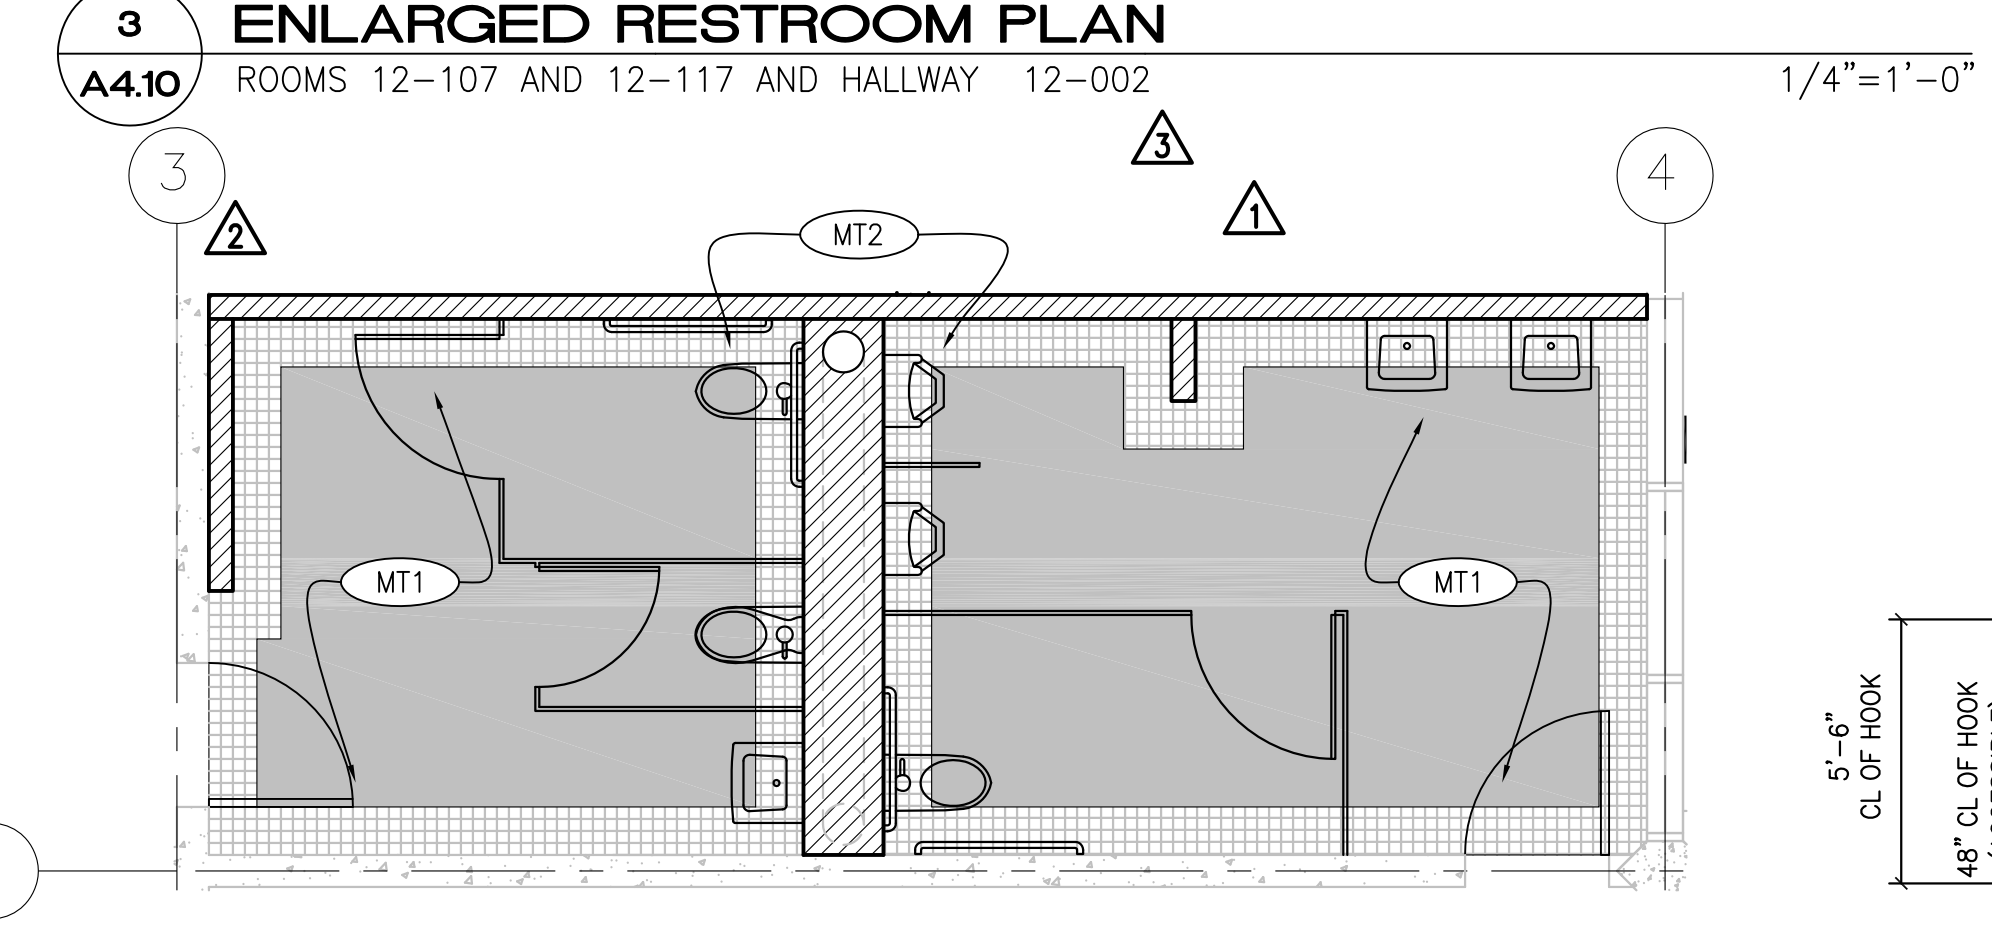 3
ENLARGED RESTROOM PLAN
A4.10
ROOMS 12-107 AND 12-117 AND HALLWAY 12-002
1/4"=1'-0"
3
3
4
2
1
MT2
MT1
MT1
5'-6"
CL OF HOOK
48" CL OF HOOK